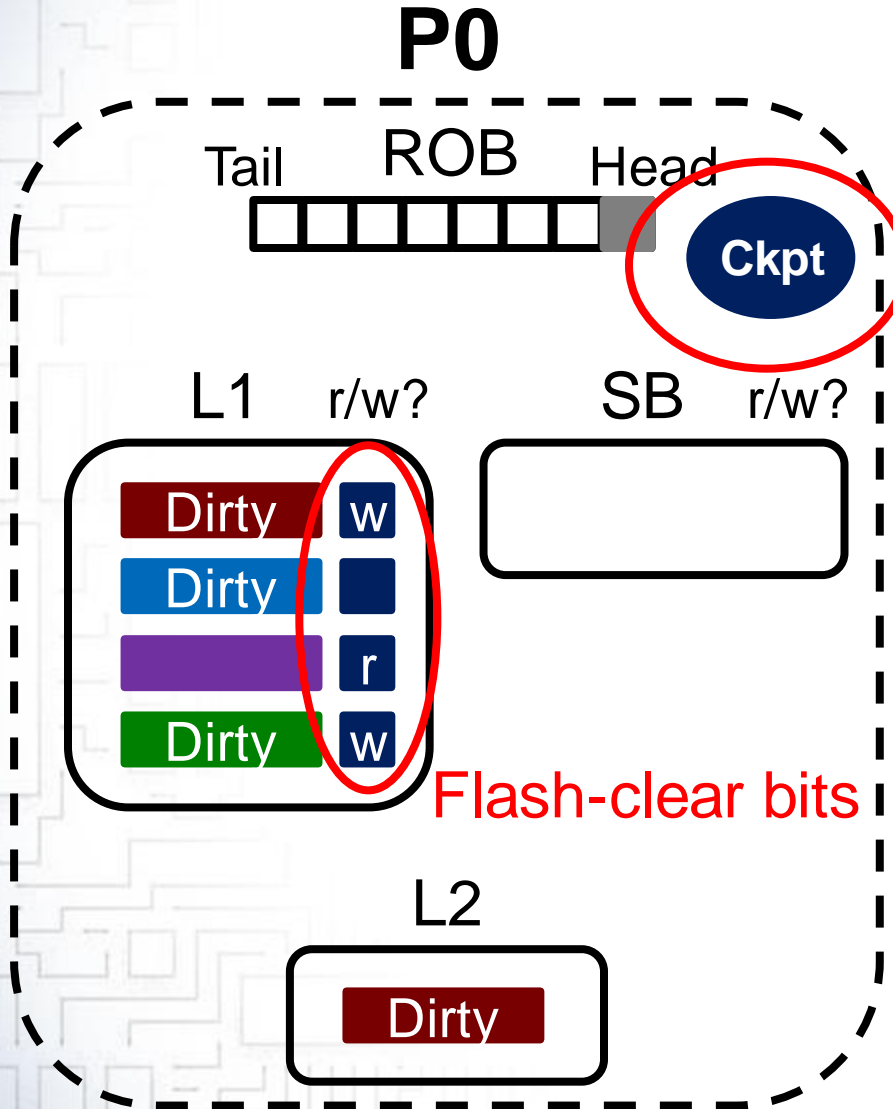 P0
Tail ROB Head
Ckpt
L1 r/w? SB r/w?
Dirty w
Dirty
r
Dirty w
Flash-clear bits
L2
Dirty